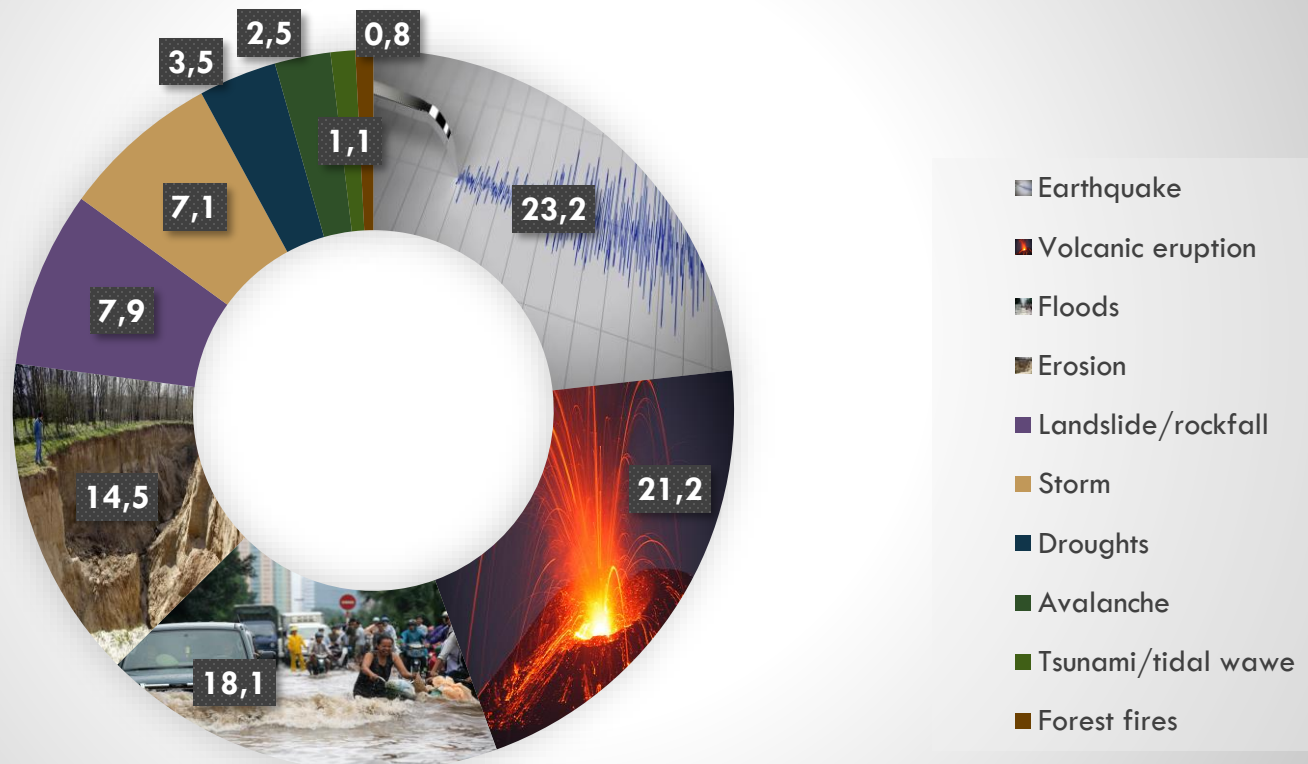 2,5
0,8
3,5
1,1
7,1
23,2
7,9
21,2
14,5
18,1
Earthquake
Volcanic eruption
Floods
Erosion
Landslide/rockfall
Storm
Droughts
Avalanche
Tsunami/tidal wawe
Forest fires